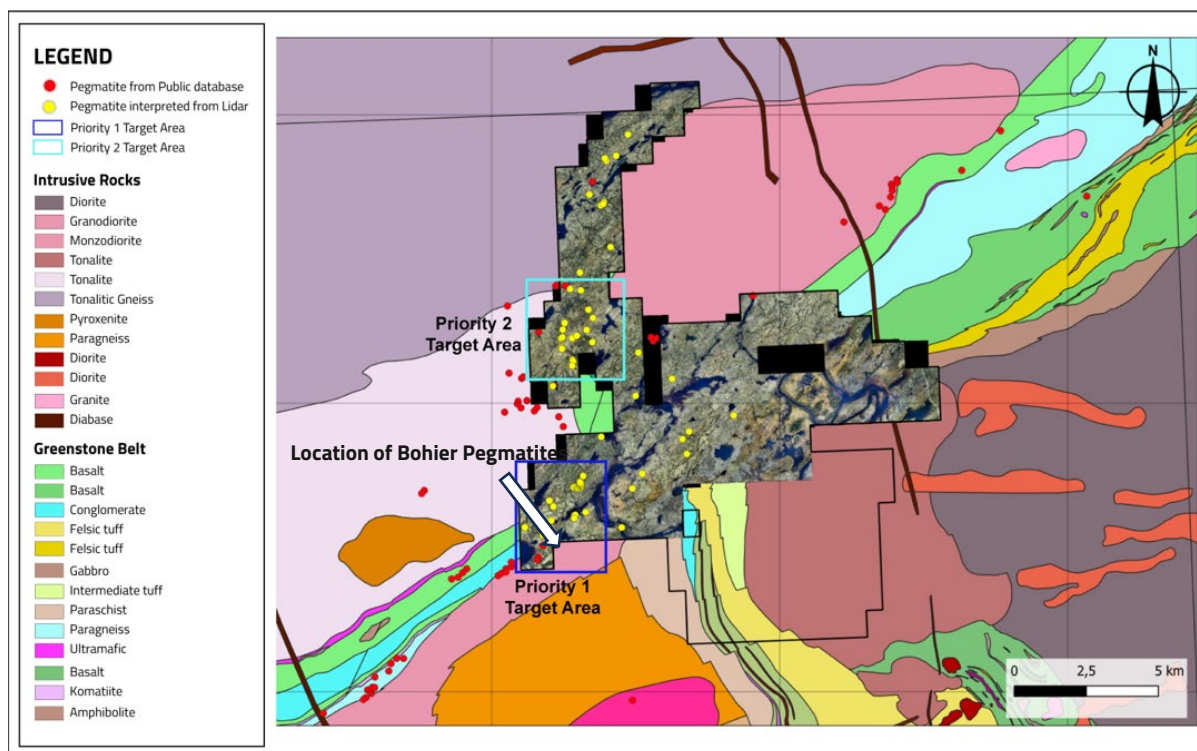 LEGEND
Pegmatite from Public database
Pegmatite interpreted from Lidar
Priority 1 Target Area
Priority 2 Target Area
Intrusive Rocks
Diorite
Granodiorite
Monzodiorite
Tonalite
Tonalite
Tonalitic Gneiss
Pyroxenite
Paragneiss
Diorite
Diorite
Granite
Diabase
Greenstone Belt
Basalt
Basalt
Conglomerate
Felsic tuff
Felsic tuff
Gabbro
Intermediate tuff
Paraschist
Paragneiss
Ultramafic
Basalt
Komatiite
Amphibolite
N
Priority 2
Target Area
Location of Bohier Pegmatites
Priority 1
Target Area
0 2,5 5 km